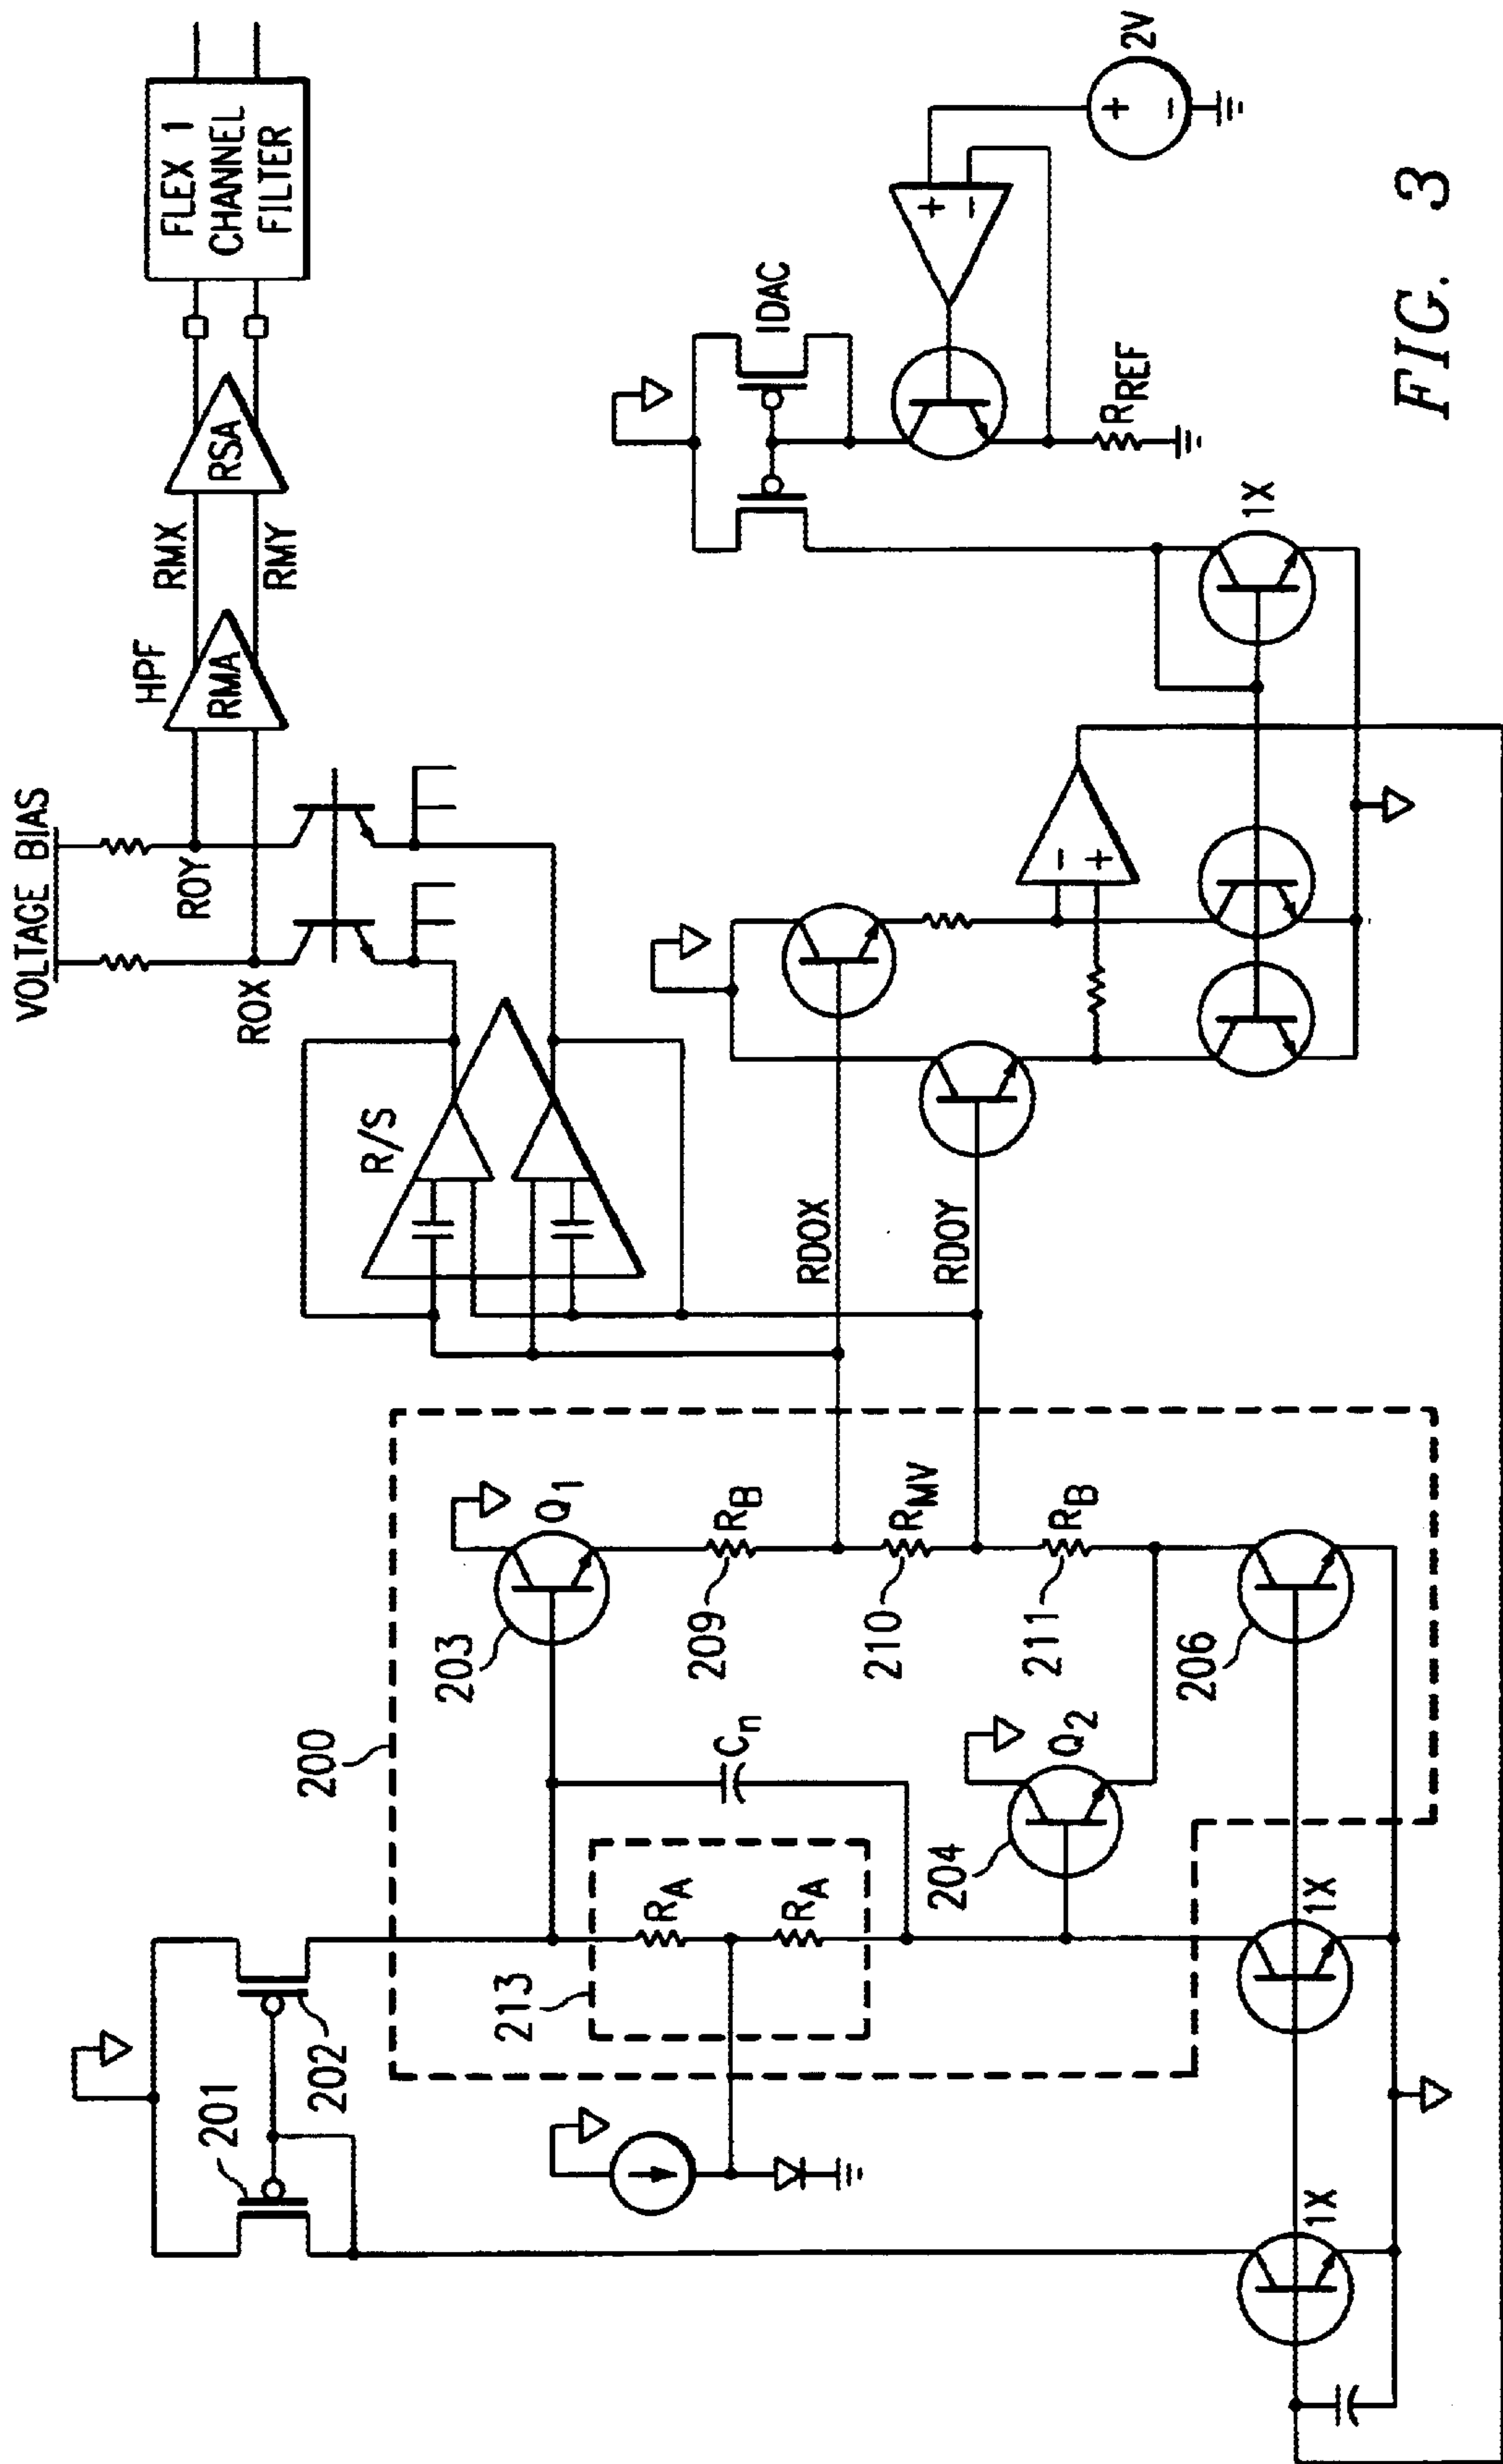 VOLTAGE BIAS
ROX
ROY
HPF
RMA
RMX
RMY
RSA
FLEX 1
CHANNEL
FILTER
R/S
201
202
200
203
Q1
209
RB
RDOX
210
RMV
RDOY
211
RB
213
RA
RA
Cn
204
Q2
206
1X
1X
1X
IDAC
RREF
+
−
12V
+
−
−
+
FIG. 3